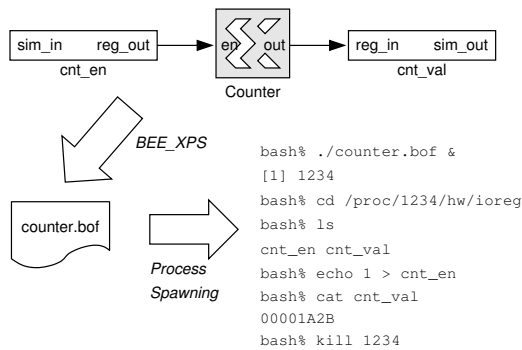 sim_in reg_out
cnt_en
en out
Counter
reg_in sim_out
cnt_val
BEE_XPS
counter.bof
Process
Spawning
bash% ./counter.bof &
[1] 1234
bash% cd /proc/1234/hw/ioreg
bash% ls
cnt_en cnt_val
bash% echo 1 > cnt_en
bash% cat cnt_val
00001A2B
bash% kill 1234